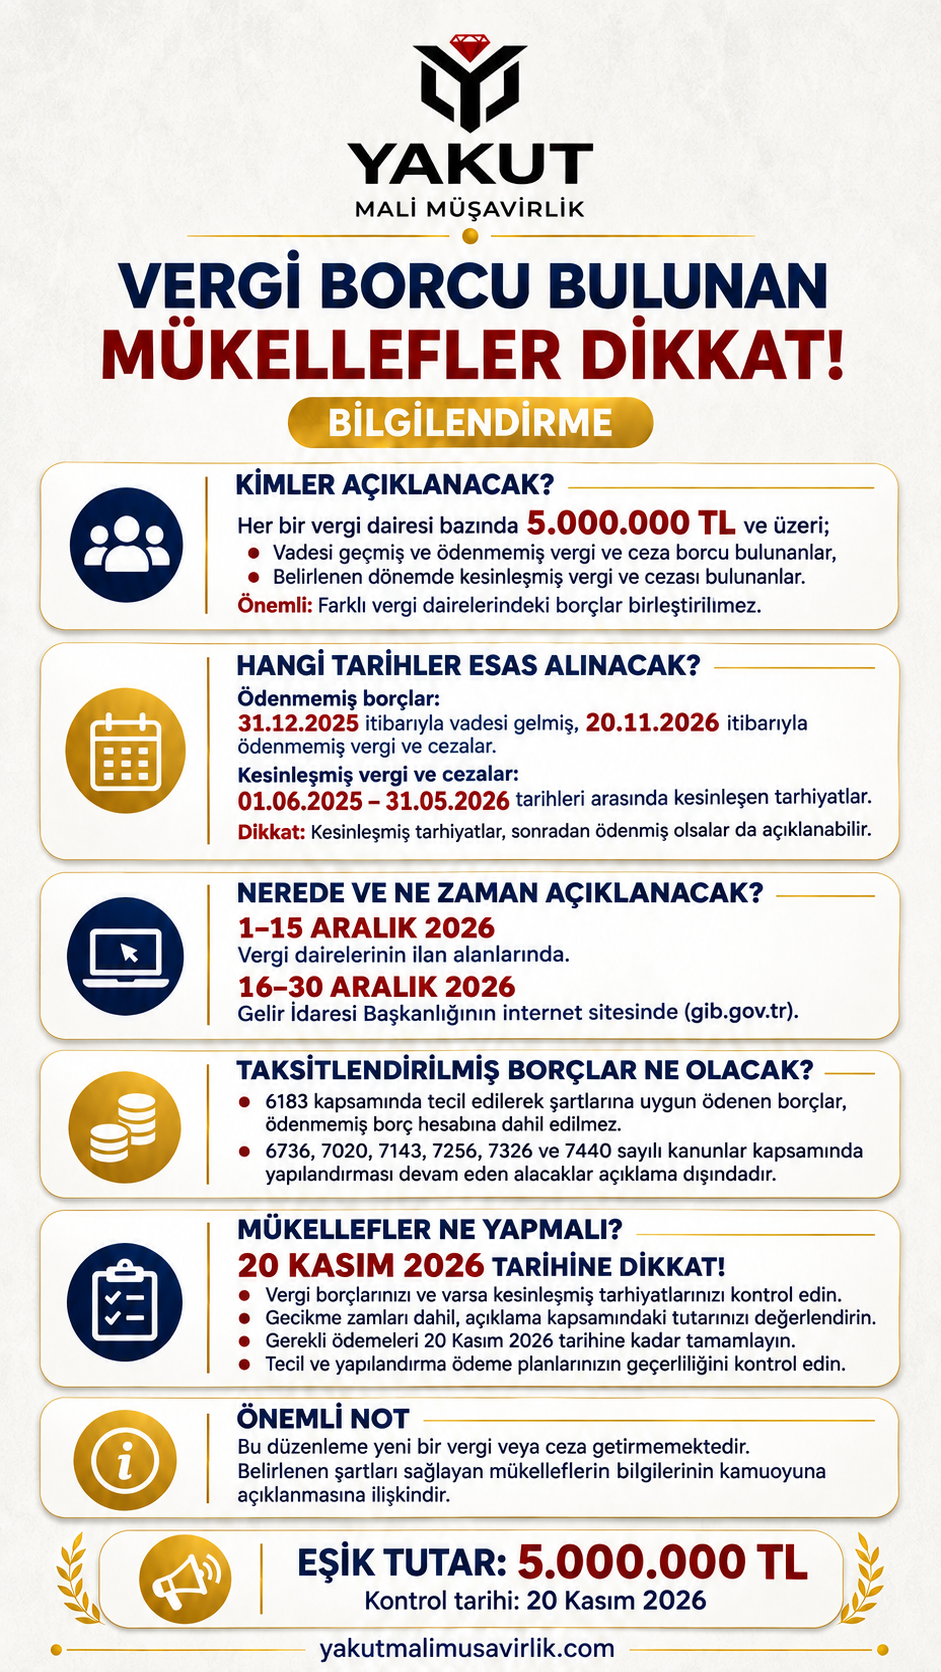 YAKUT
MALİ MÜŞAVİRLİK
VERGİ BORCU BULUNAN
MÜKELLEFLER DİKKAT!
BİLGİLENDİRME
KİMLER AÇIKLANACAK?
Her bir vergi dairesi bazında 5.000.000 TL ve üzeri;
• Vadesi geçmiş ve ödenmemiş vergi ve ceza borcu bulunanlar,
• Belirlenen dönemde kesinleşmiş vergi ve cezası bulunanlar.
Önemli: Farklı vergi dairelerindeki borçlar birleştirilımez.
HANGİ TARİHLER ESAS ALINACAK?
Ödenmemiş borçlar:
31.12.2025 itibarıyla vadesi gelmiş, 20.11.2026 itibarıyla
ödenmemiş vergi ve cezalar.
Kesinleşmiş vergi ve cezalar:
01.06.2025 – 31.05.2026 tarihleri arasında kesinleşen tarhiyatlar.
Dikkat: Kesinleşmiş tarhiyatlar, sonradan ödenmiş olsalar da açıklanabilir.
NEREDE VE NE ZAMAN AÇIKLANACAK?
1–15 ARALIK 2026
Vergi dairelerinin ilan alanlarında.
16–30 ARALIK 2026
Gelir İdaresi Başkanlığının internet sitesinde (gib.gov.tr).
TAKSİTLENDİRİLMİŞ BORÇLAR NE OLACAK?
• 6183 kapsamında tecil edilerek şartlarına uygun ödenen borçlar,
ödenmemiş borç hesabına dahil edilmez.
• 6736, 7020, 7143, 7256, 7326 ve 7440 sayılı kanunlar kapsamında
yapılandırması devam eden alacaklar açıklama dışındadır.
MÜKELLEFLER NE YAPMALI?
20 KASIM 2026 TARİHİNE DİKKAT!
• Vergi borçlarınızı ve varsa kesinleşmiş tarhiyatlarınızı kontrol edin.
• Gecikme zamları dahil, açıklama kapsamındaki tutarınızı değerlendirin.
• Gerekli ödemeleri 20 Kasım 2026 tarihine kadar tamamlayın.
• Tecil ve yapılandırma ödeme planlarınızın geçerliliğini kontrol edin.
ÖNEMLİ NOT
Bu düzenleme yeni bir vergi veya ceza getirmemektedir.
Belirlenen şartları sağlayan mükelleflerin bilgilerinin kamuoyuna
açıklanmasına ilişkindir.
EŞİK TUTAR: 5.000.000 TL
Kontrol tarihi: 20 Kasım 2026
yakutmalimusavirlik.com